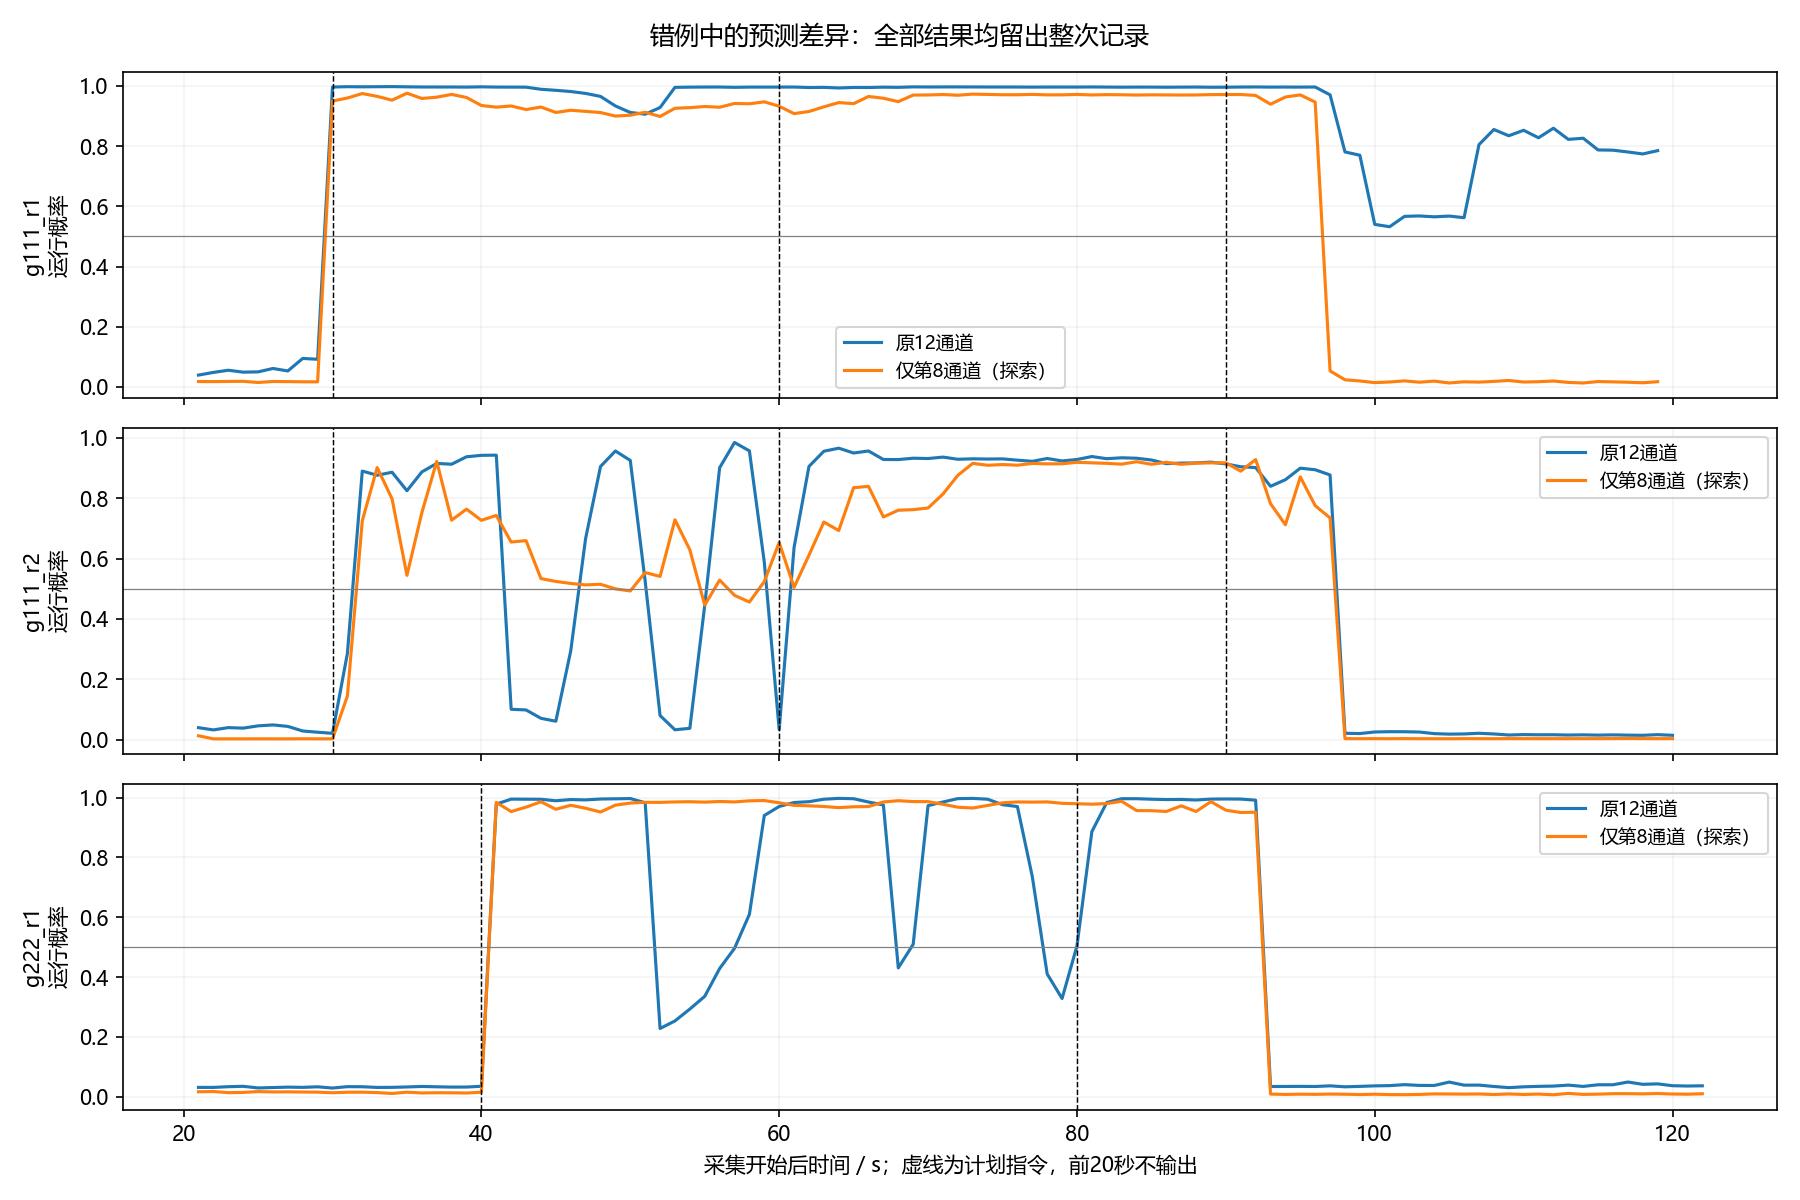 错例中的预测差异：全部结果均留出整次记录
1.0
0.8
0.6
0.4
0.2
0.0
g111_r1
运行概率
原12通道
仅第8通道（探索）
1.0
0.8
0.6
0.4
0.2
0.0
g111_r2
运行概率
原12通道
仅第8通道（探索）
1.0
0.8
0.6
0.4
0.2
0.0
g222_r1
运行概率
原12通道
仅第8通道（探索）
20
40
60
80
100
120
采集开始后时间 / s；虚线为计划指令，前20秒不输出